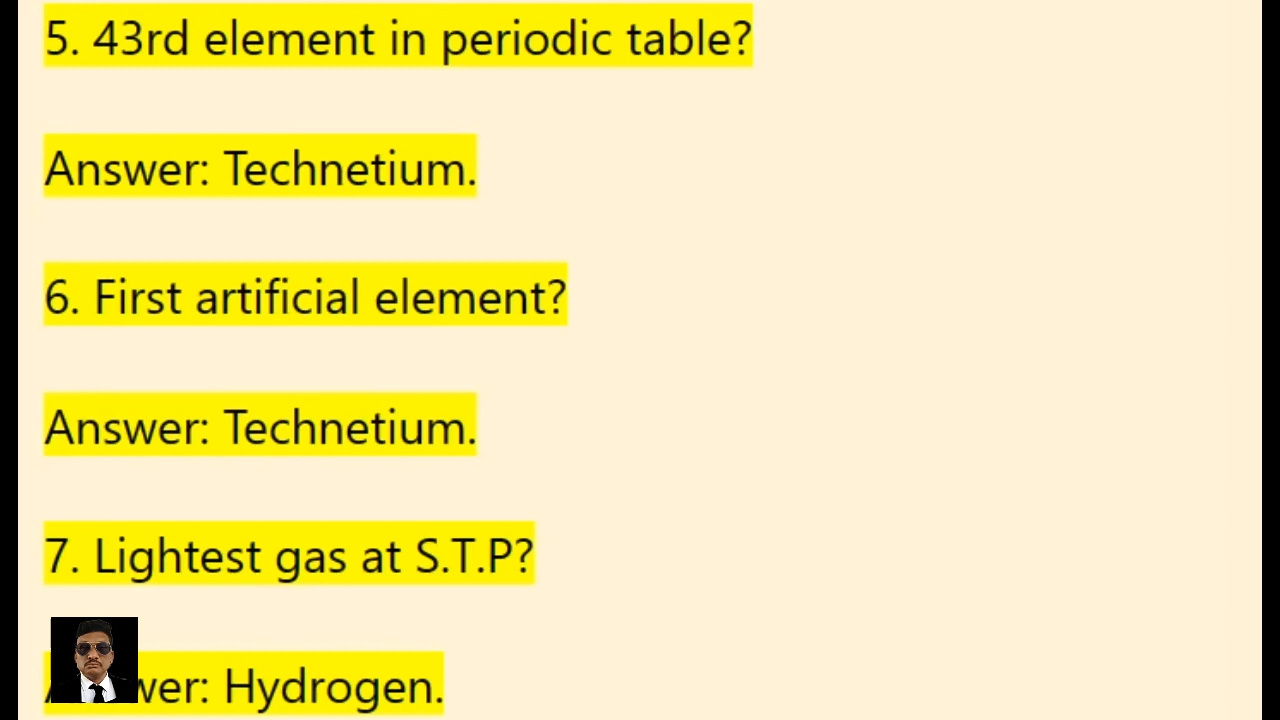 5. 43rd element in periodic table?
Answer: Technetium.
6. First artificial element?
Answer: Technetium.
7. Lightest gas at S.T.P?
Answer: Hydrogen.